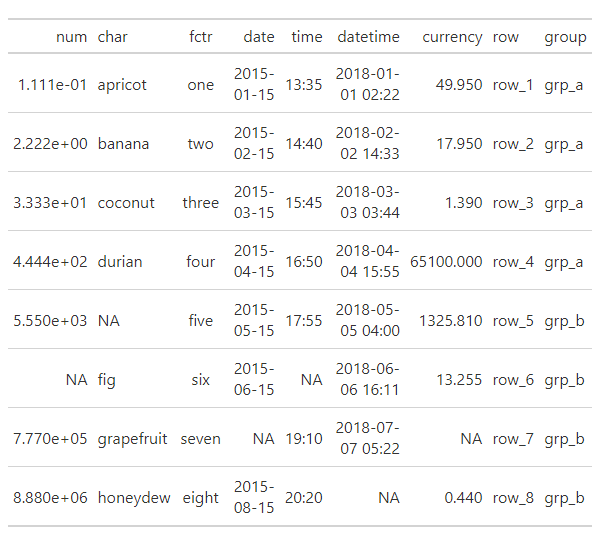 num char fctr date time datetime currency row group
1.111e-01 apricot one 2015-01-15 13:35 2018-01-01 02:22 49.950 row_1 grp_a
2.222e+00 banana two 2015-02-15 14:40 2018-02-02 14:33 17.950 row_2 grp_a
3.333e+01 coconut three 2015-03-15 15:45 2018-03-03 03:44 1.390 row_3 grp_a
4.444e+02 durian four 2015-04-15 16:50 2018-04-04 15:55 65100.000 row_4 grp_a
5.550e+03 NA five 2015-05-15 17:55 2018-05-05 04:00 1325.810 row_5 grp_b
NA fig six 2015-06-15 NA 2018-06-06 16:11 13.255 row_6 grp_b
7.770e+05 grapefruit seven NA 19:10 2018-07-07 05:22 NA row_7 grp_b
8.880e+06 honeydew eight 2015-08-15 20:20 NA 0.440 row_8 grp_b